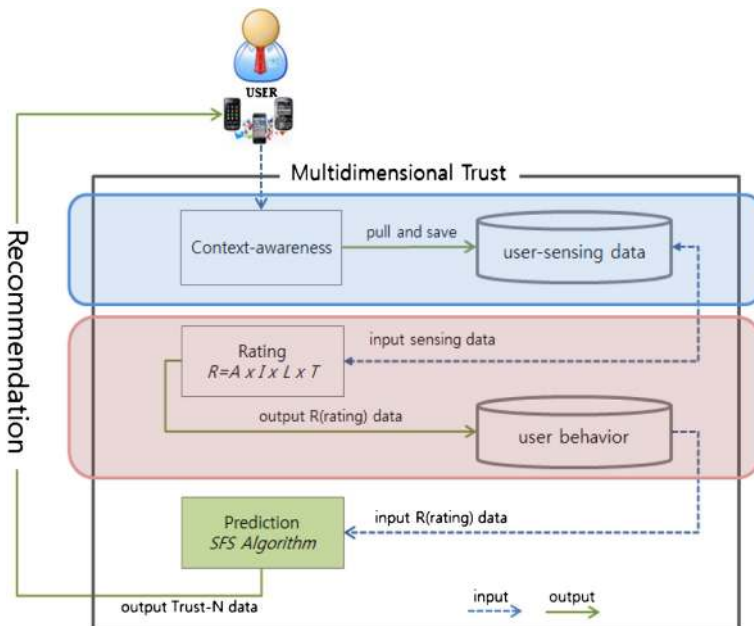 USER
Multidimensional Trust
Context-awareness
pull and save
user-sensing data
Recommendation
input sensing data
Rating
R=A x I x L x T
output R(rating) data
user behavior
Prediction
SFS Algorithm
input R(rating) data
output Trust-N data
input
output